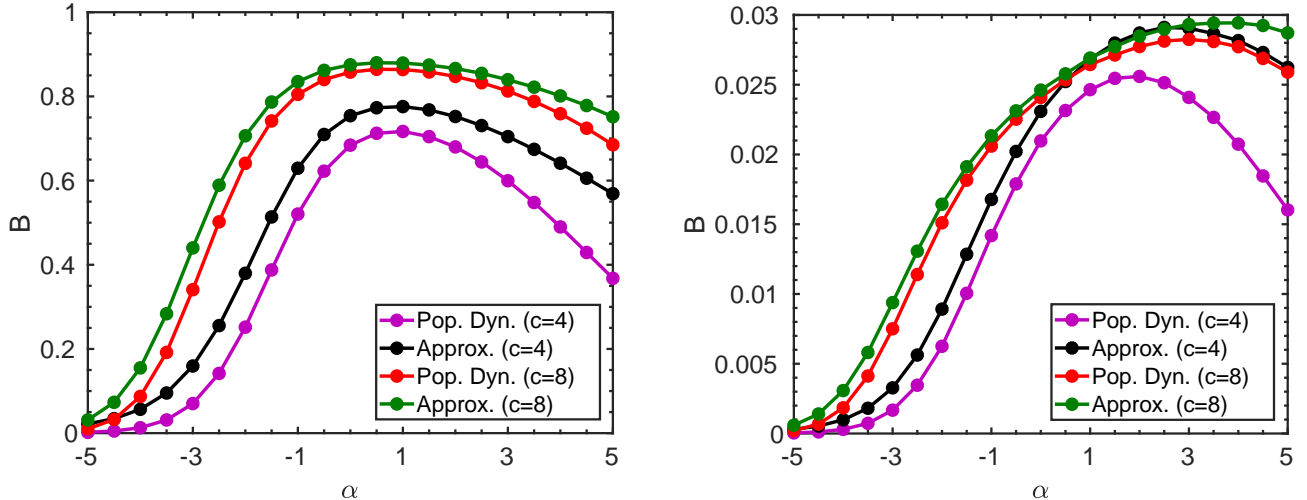 1
0.8
0.6
0.4
0.2
0
B
-5 -3 -1 1 3 5
α
Pop. Dyn. (c=4)
Approx. (c=4)
Pop. Dyn. (c=8)
Approx. (c=8)
0.03
0.025
0.02
0.015
0.01
0.005
0
B
-5 -3 -1 1 3 5
α
Pop. Dyn. (c=4)
Approx. (c=4)
Pop. Dyn. (c=8)
Approx. (c=8)